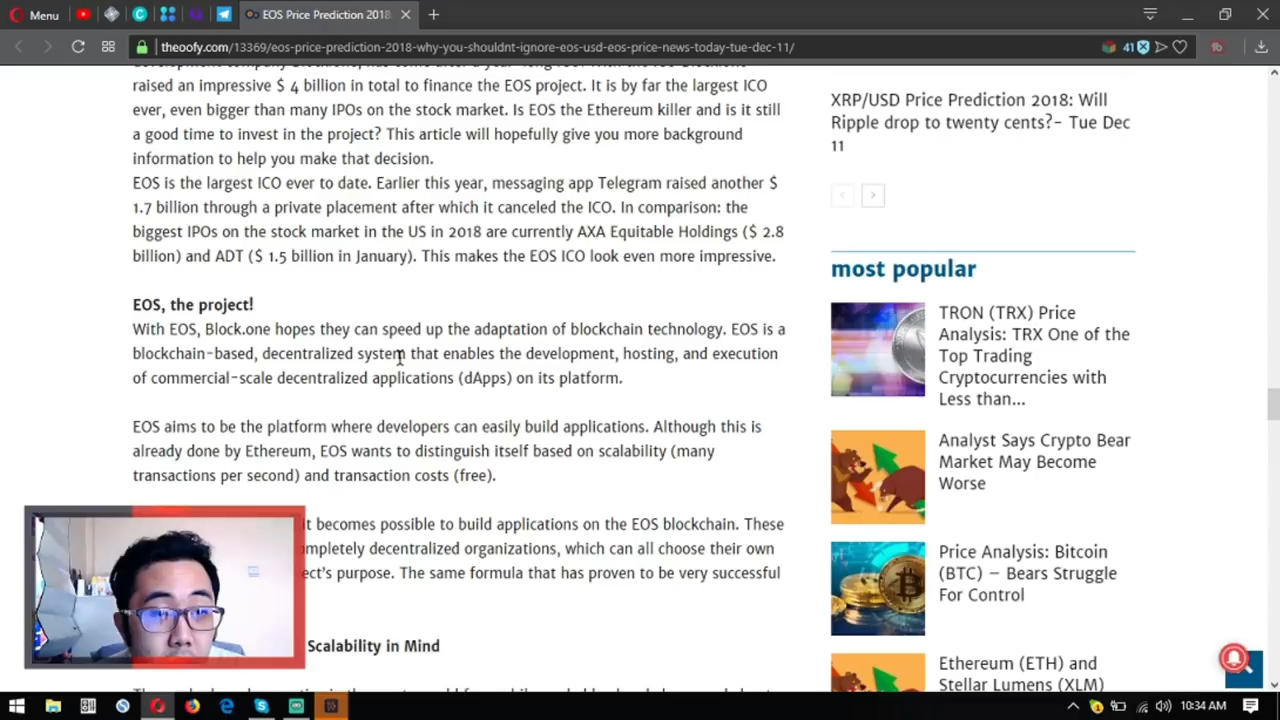 Menu
EOS Price Prediction 2018
theoofy.com/13369/eos-price-prediction-2018-why-you-shouldnt-ignore-eos-usd-eos-price-news-today-tue-dec-11/
41
raised an impressive $ 4 billion in total to finance the EOS project. It is by far the largest ICO
ever, even bigger than many IPOs on the stock market. Is EOS the Ethereum killer and is it still
a good time to invest in the project? This article will hopefully give you more background
information to help you make that decision.
EOS is the largest ICO ever to date. Earlier this year, messaging app Telegram raised another $
1.7 billion through a private placement after which it canceled the ICO. In comparison: the
biggest IPOs on the stock market in the US in 2018 are currently AXA Equitable Holdings ($ 2.8
billion) and ADT ($ 1.5 billion in January). This makes the EOS ICO look even more impressive.
EOS, the project!
With EOS, Block.one hopes they can speed up the adaptation of blockchain technology. EOS is a
blockchain-based, decentralized system that enables the development, hosting, and execution
of commercial-scale decentralized applications (dApps) on its platform.
EOS aims to be the platform where developers can easily build applications. Although this is
already done by Ethereum, EOS wants to distinguish itself based on scalability (many
transactions per second) and transaction costs (free).
it becomes possible to build applications on the EOS blockchain. These
completely decentralized organizations, which can all choose their own
purpose. The same formula that has proven to be very successful
Scalability in Mind
XRP/USD Price Prediction 2018: Will
Ripple drop to twenty cents?- Tue Dec
11
most popular
TRON (TRX) Price
Analysis: TRX One of the
Top Trading
Cryptocurrencies with
Less than...
Analyst Says Crypto Bear
Market May Become
Worse
Price Analysis: Bitcoin
(BTC) – Bears Struggle
For Control
Ethereum (ETH) and
Stellar Lumens (XLM)
10:34 AM